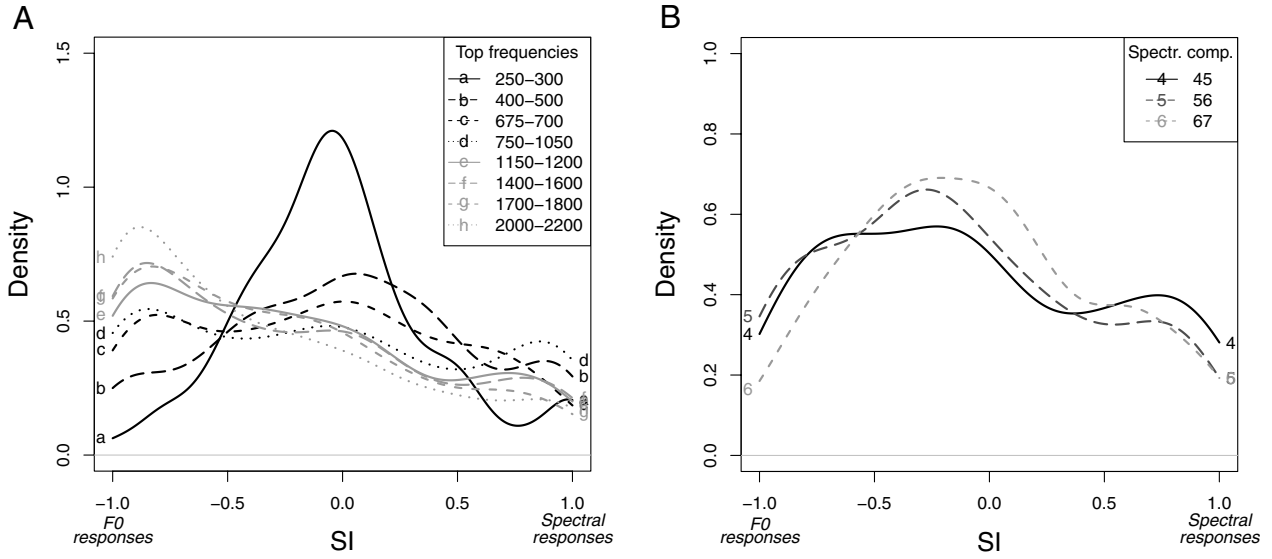 A
Density
1.5
1.0
0.5
0.0
Top frequencies
a 250–300
b 400–500
c 675–700
d 750–1050
e 1150–1200
f 1400–1600
g 1700–1800
h 2000–2200
h
e
d
c
b
a
d
b
g
−1.0
−0.5
0.0
0.5
1.0
F0
responses
SI
Spectral
responses
B
Density
1.0
0.8
0.6
0.4
0.2
0.0
Spectr. comp.
4 45
5 56
6 67
5
4
6
4
−1.0
−0.5
0.0
0.5
1.0
F0
responses
SI
Spectral
responses